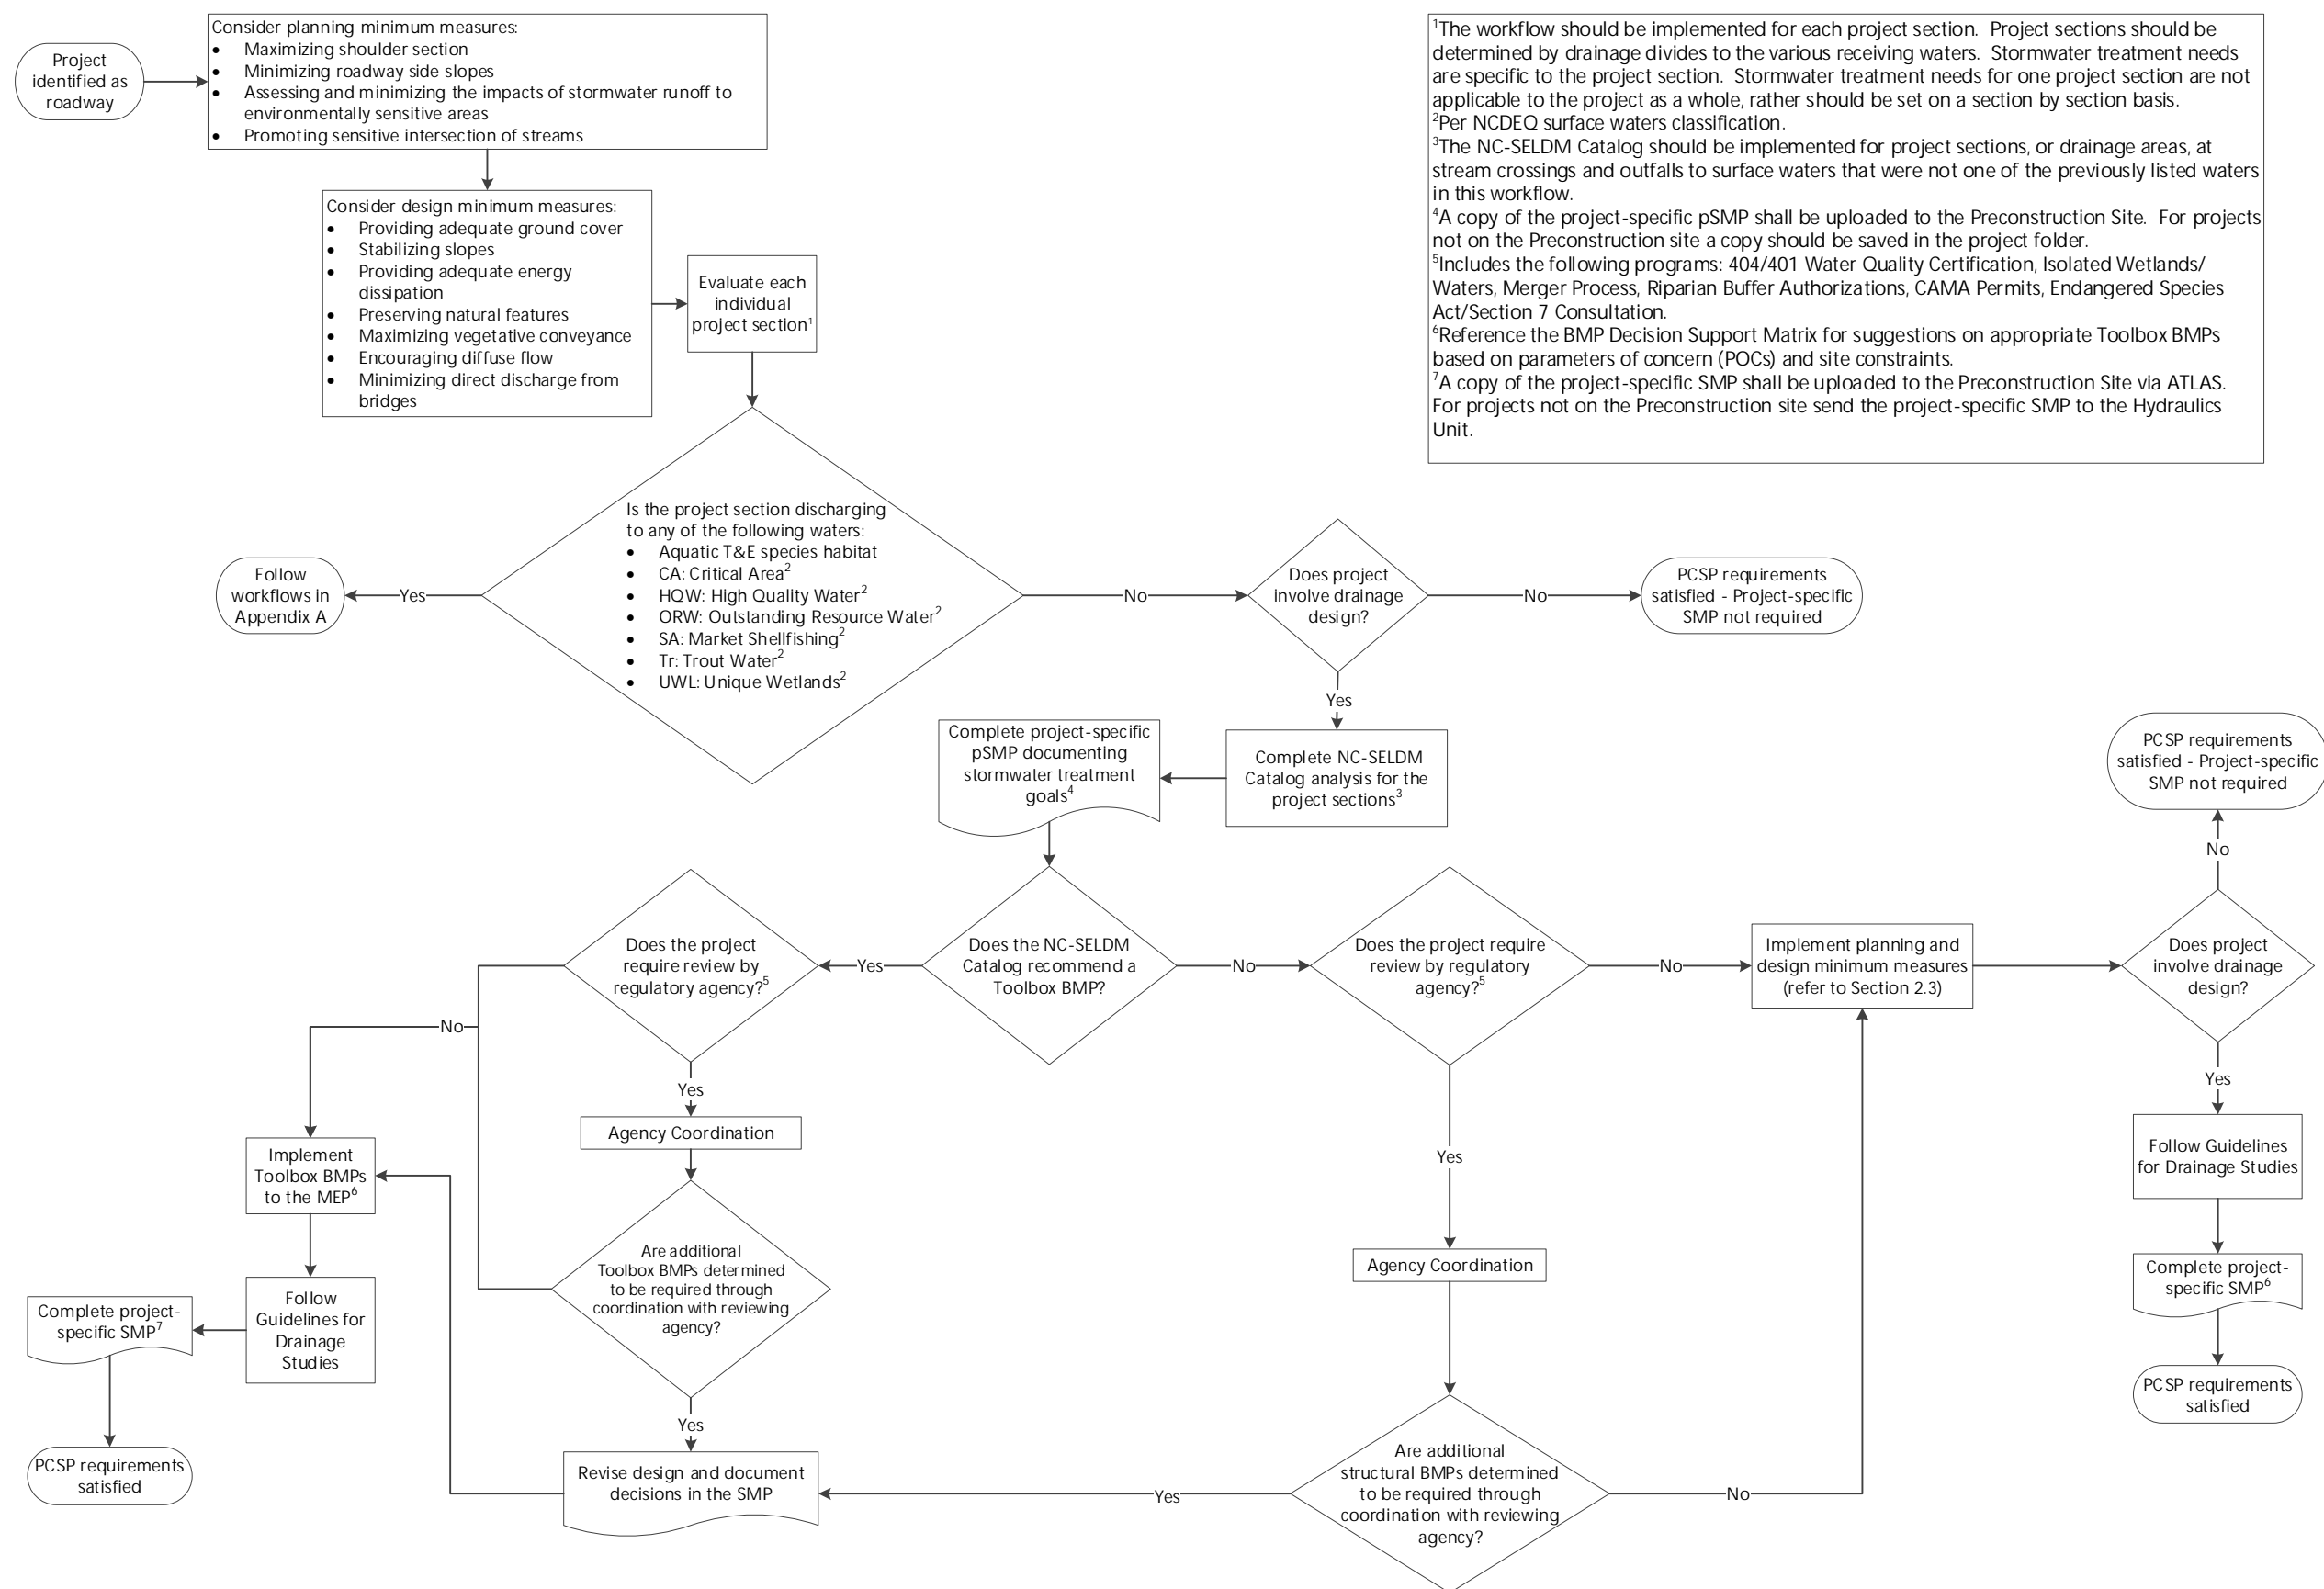 Project
identified as
roadway
Consider planning minimum measures:
• Maximizing shoulder section
• Minimizing roadway side slopes
• Assessing and minimizing the impacts of stormwater runoff to
environmentally sensitive areas
• Promoting sensitive intersection of streams
Consider design minimum measures:
• Providing adequate ground cover
• Stabilizing slopes
• Providing adequate energy
dissipation
• Preserving natural features
• Maximizing vegetative conveyance
• Encouraging diffuse flow
• Minimizing direct discharge from
bridges
Evaluate each
individual
project section¹
¹The workflow should be implemented for each project section. Project sections should be
determined by drainage divides to the various receiving waters. Stormwater treatment needs
are specific to the project section. Stormwater treatment needs for one project section are not
applicable to the project as a whole, rather should be set on a section by section basis.
²Per NCDEQ surface waters classification.
³The NC-SELDM Catalog should be implemented for project sections, or drainage areas, at
stream crossings and outfalls to surface waters that were not one of the previously listed waters
in this workflow.
⁴A copy of the project-specific pSMP shall be uploaded to the Preconstruction Site. For projects
not on the Preconstruction site a copy should be saved in the project folder.
⁵Includes the following programs: 404/401 Water Quality Certification, Isolated Wetlands/
Waters, Merger Process, Riparian Buffer Authorizations, CAMA Permits, Endangered Species
Act/Section 7 Consultation.
⁶Reference the BMP Decision Support Matrix for suggestions on appropriate Toolbox BMPs
based on parameters of concern (POCs) and site constraints.
⁷A copy of the project-specific SMP shall be uploaded to the Preconstruction Site via ATLAS.
For projects not on the Preconstruction site send the project-specific SMP to the Hydraulics
Unit.
Is the project section discharging
to any of the following waters:
• Aquatic T&E species habitat
• CA: Critical Area²
• HQW: High Quality Water²
• ORW: Outstanding Resource Water²
• SA: Market Shellfishing²
• Tr: Trout Water²
• UWL: Unique Wetlands²
Yes
Follow
workflows in
Appendix A
No
Does project
involve drainage
design?
No
PCSP requirements
satisfied - Project-specific
SMP not required
Yes
Complete NC-SELDM
Catalog analysis for the
project sections³
Complete project-specific
pSMP documenting
stormwater treatment
goals⁴
Does the NC-SELDM
Catalog recommend a
Toolbox BMP?
Yes
Does the project
require review by
regulatory agency?⁵
No
Yes
Agency Coordination
Are additional
Toolbox BMPs determined
to be required through
coordination with reviewing
agency?
Yes
Revise design and document
decisions in the SMP
Implement
Toolbox BMPs
to the MEP⁶
Follow
Guidelines for
Drainage
Studies
Complete project-
specific SMP⁷
PCSP requirements
satisfied
No
Does the project require
review by regulatory
agency?⁵
No
Yes
Agency Coordination
Are additional
structural BMPs determined
to be required through
coordination with reviewing
agency?
Yes
No
Implement planning and
design minimum measures
(refer to Section 2.3)
Does project
involve drainage
design?
No
PCSP requirements
satisfied - Project-specific
SMP not required
Yes
Follow Guidelines
for Drainage Studies
Complete project-
specific SMP⁶
PCSP requirements
satisfied